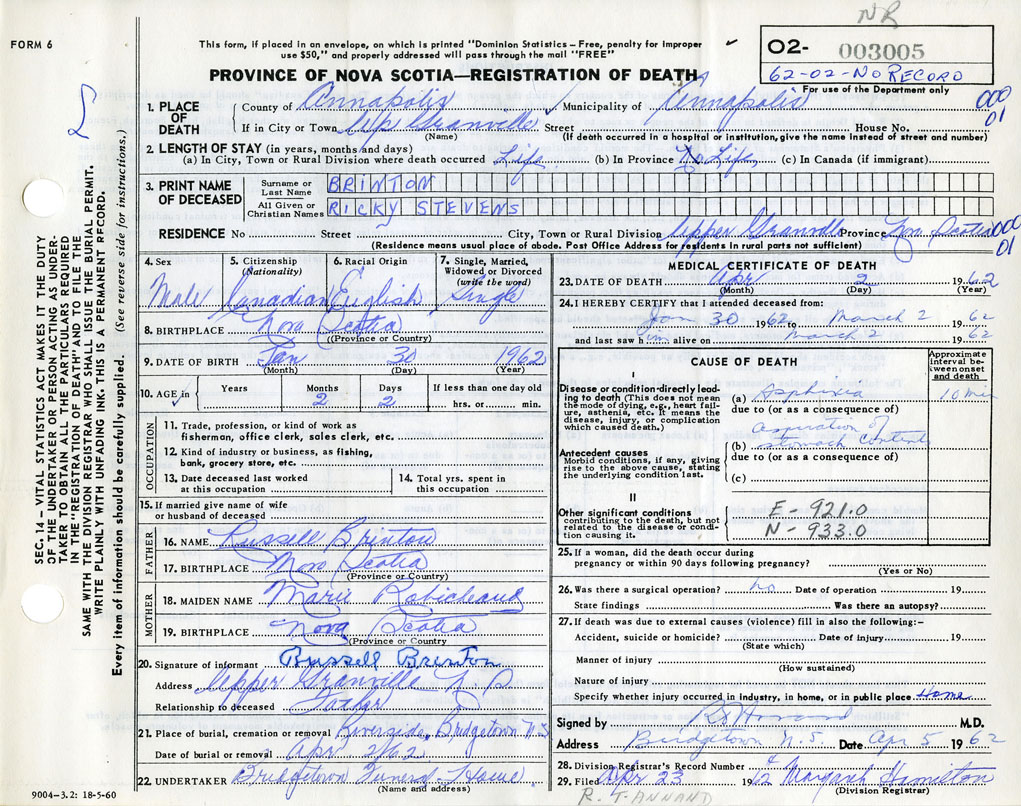 NR
FORM 6
This form, if placed in an envelope, on which is printed "Dominion Statistics – Free, penalty for improper
use $50," and properly addressed will pass through the mail "FREE"
02- 003005
62-02-No RECORD
For use of the Department only
PROVINCE OF NOVA SCOTIA—REGISTRATION OF DEATH
000
01
1. PLACE OF DEATH County of Annapolis Municipality of Annapolis
If in City or Town Upr Granville Street House No.
(Name) (If death occurred in a hospital or institution, give the name instead of street and number)
2. LENGTH OF STAY (in years, months and days)
(a) In City, Town or Rural Division where death occurred Life (b) In Province Life (c) In Canada (if immigrant)
3. PRINT NAME OF DECEASED
Surname or Last Name BRINTON
All Given or Christian Names RICKY STEVENS
RESIDENCE No Street City, Town or Rural Division Upper Granville Province Nova Scotia 000
01
(Residence means usual place of abode. Post Office Address for residents in rural parts not sufficient)
SEC. 14 – VITAL STATISTICS ACT MAKES IT THE DUTY
OF THE UNDERTAKER OR PERSON ACTING AS UNDER-
TAKER TO OBTAIN ALL THE PARTICULARS REQUIRED
IN THE "REGISTRATION OF DEATH" AND TO FILE THE
SAME WITH THE DIVISION REGISTRAR WHO SHALL ISSUE THE BURIAL PERMIT.
WRITE PLAINLY WITH UNFADING INK. THIS IS A PERMANENT RECORD.
Every item of information should be carefully supplied. (See reverse side for instructions.)
4. Sex Male
5. Citizenship (Nationality) Canadian
6. Racial Origin English
7. Single, Married, Widowed or Divorced (write the word) Single
8. BIRTHPLACE Nova Scotia
(Province or Country)
9. DATE OF BIRTH Jan 30 1962
(Month) (Day) (Year)
10. AGE in Years Months Days If less than one day old
2 2 hrs. or min.
OCCUPATION
11. Trade, profession, or kind of work as
fisherman, office clerk, sales clerk, etc.
12. Kind of industry or business, as fishing,
bank, grocery store, etc.
13. Date deceased last worked
at this occupation
14. Total yrs. spent in
this occupation
15. If married give name of wife
or husband of deceased
FATHER
16. NAME Russell Brinton
17. BIRTHPLACE Nova Scotia
(Province or Country)
MOTHER
18. MAIDEN NAME Marie Robicheaud
19. BIRTHPLACE Nova Scotia
(Province or Country)
20. Signature of informant Russell Brinton
Address Upper Granville N S
Relationship to deceased Father
21. Place of burial, cremation or removal Riverside, Bridgetown N.S
Date of burial or removal Apr 2/62
22. UNDERTAKER Bridgetown Funeral Home
(Name and address)
9004-3.2: 18-5-60
MEDICAL CERTIFICATE OF DEATH
23. DATE OF DEATH Apr 2 1962
(Month) (Day) (Year)
24. I HEREBY CERTIFY that I attended deceased from:
Jan 30 1962 to March 2 1962
and last saw him alive on March 2 1962
CAUSE OF DEATH
Approximate interval between onset and death
I
Disease or condition directly lead-
ing to death (This does not mean
the mode of dying, e.g., heart fail-
ure, asthenia, etc. It means the
disease, injury, or complication
which caused death.)
(a) Asphixia 10 min
due to (or as a consequence of)
aspiration of
(b) stomach contents
due to (or as a consequence of)
(c)
Antecedent causes
Morbid conditions, if any, giving
rise to the above cause, stating
the underlying condition last.
II
Other significant conditions
contributing to the death, but not
related to the disease or condi-
tion causing it.
E - 921.0
N - 933.0
25. If a woman, did the death occur during
pregnancy or within 90 days following pregnancy?
(Yes or No)
26. Was there a surgical operation? no Date of operation 19
State findings Was there an autopsy?
27. If death was due to external causes (violence) fill in also the following:–
Accident, suicide or homicide? Date of injury 19
(State which)
Manner of injury
(How sustained)
Nature of injury
Specify whether injury occurred in industry, in home, or in public place Home
Signed by M.D.
Address Bridgetown N.S. Date Apr 5 1962
28. Division Registrar's Record Number 4
29. Filed Apr 23 1962 Margaret Hamilton
(Division Registrar)
R. T. ANNAND